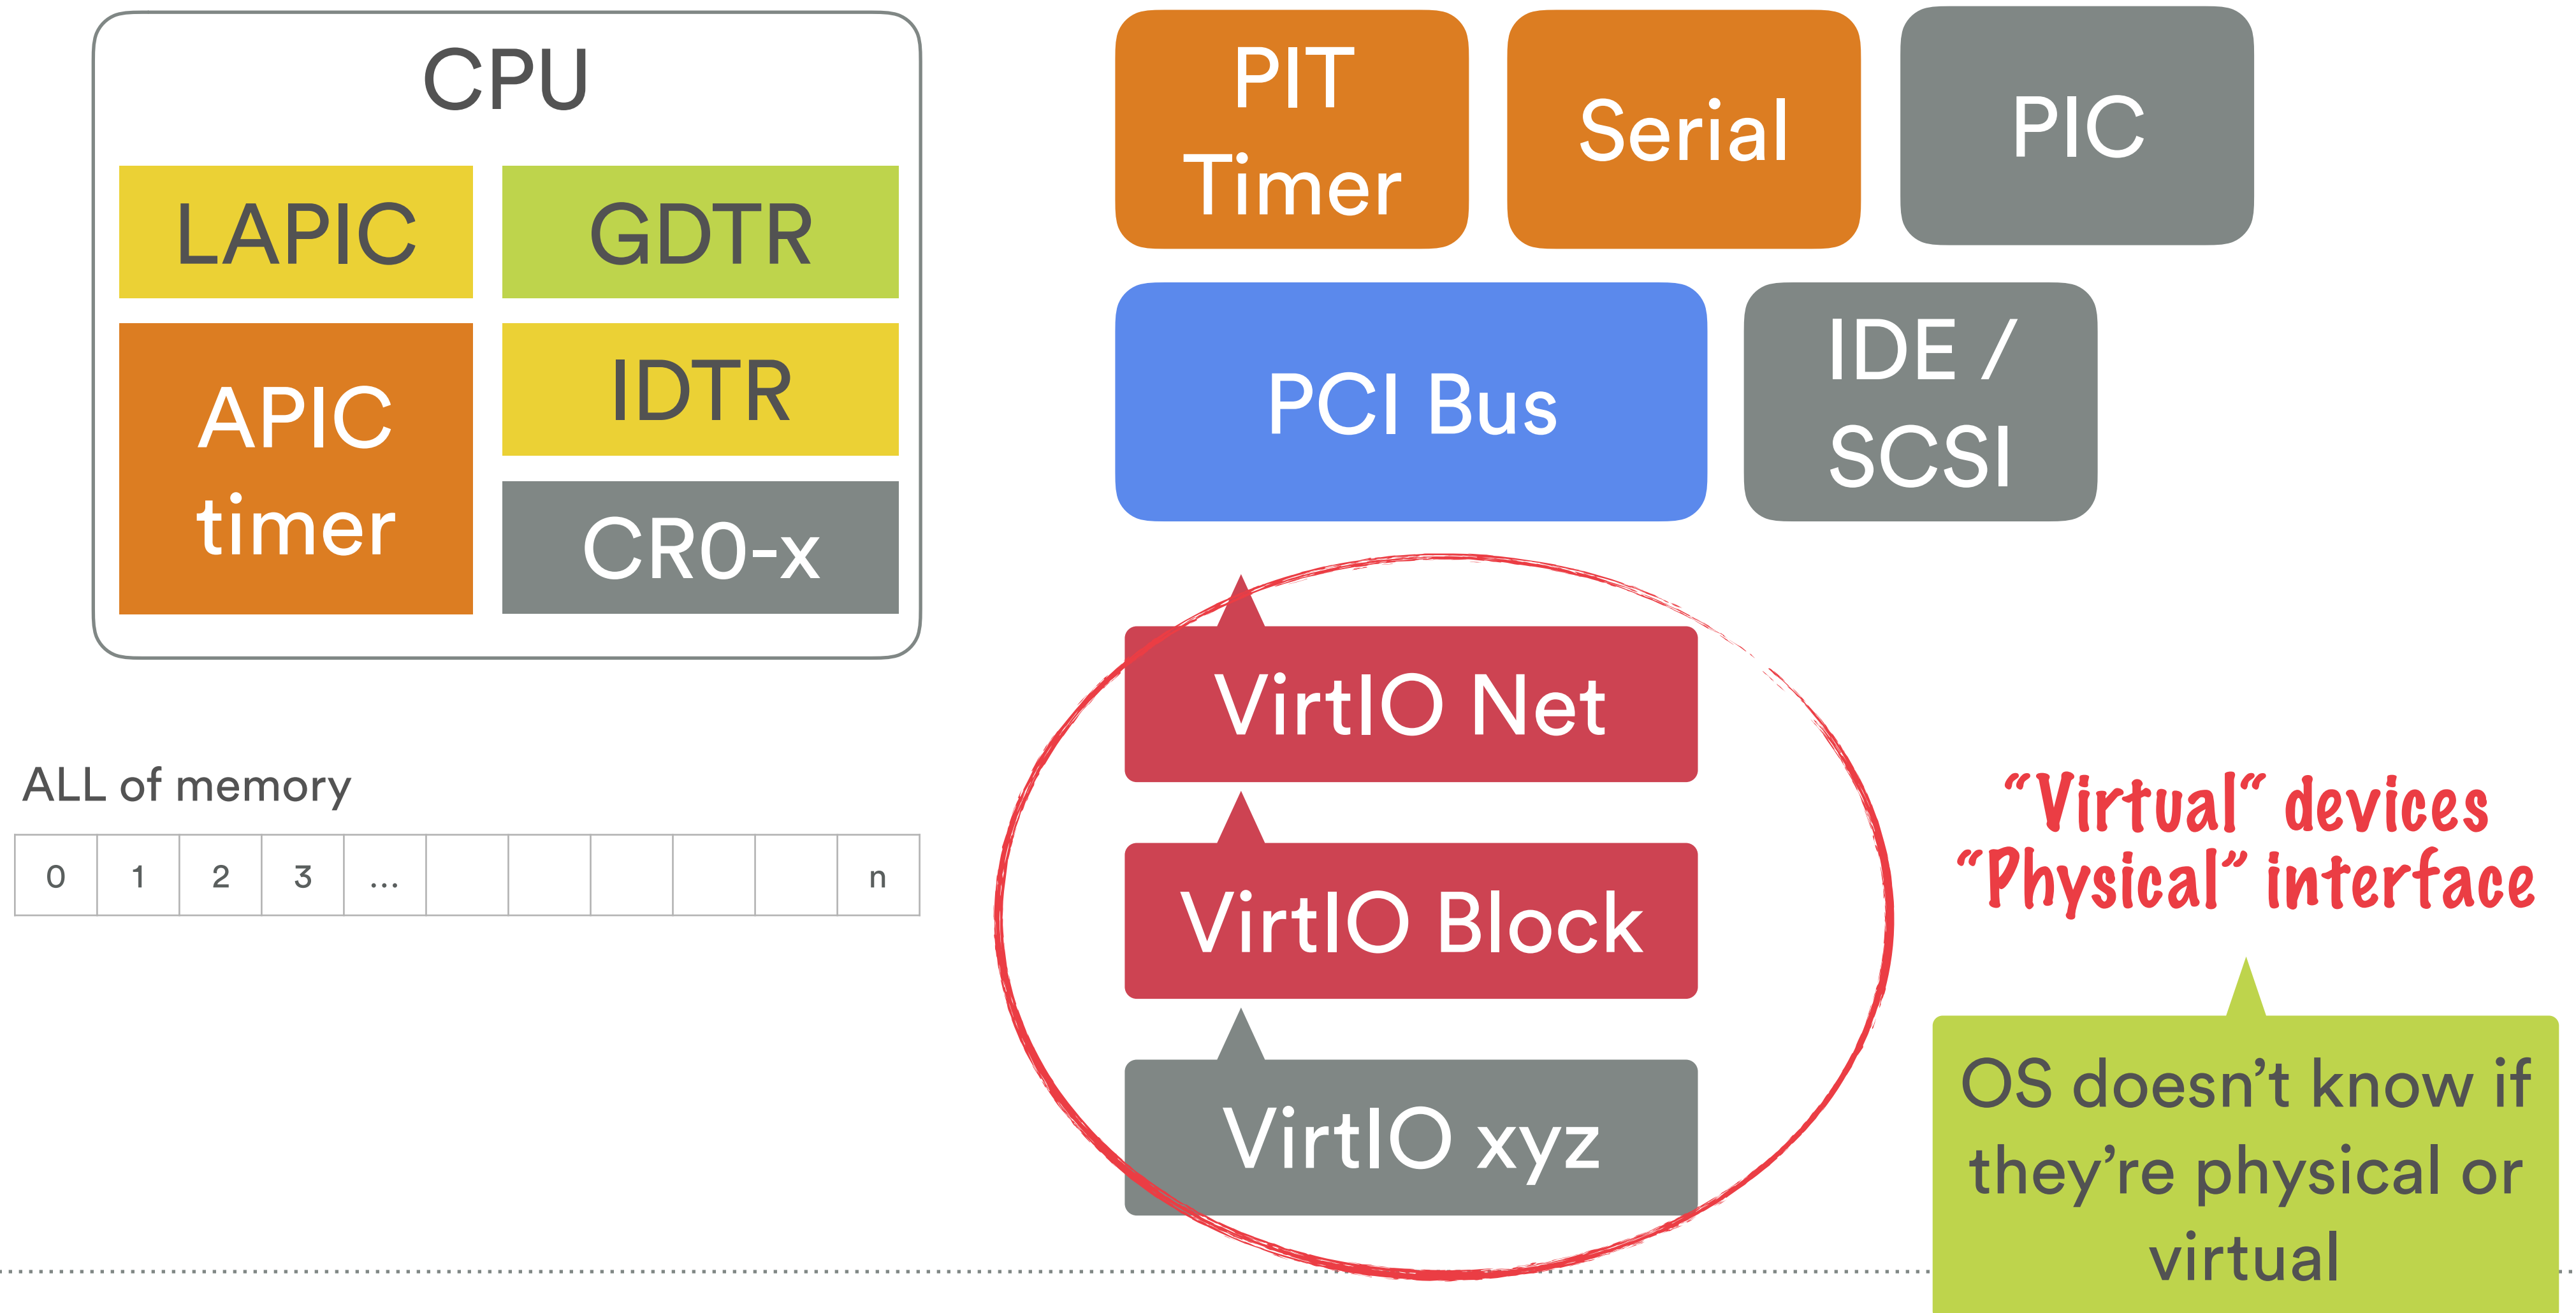 CPU
LAPIC
GDTR
APIC
timer
IDTR
CR0-x
PIT
Timer
Serial
PIC
PCI Bus
IDE /
SCSI
VirtIO Net
VirtIO Block
VirtIO xyz
ALL of memory
0 1 2 3 ... n
“Virtual“ devices
“Physical” interface
OS doesn’t know if
they’re physical or
virtual